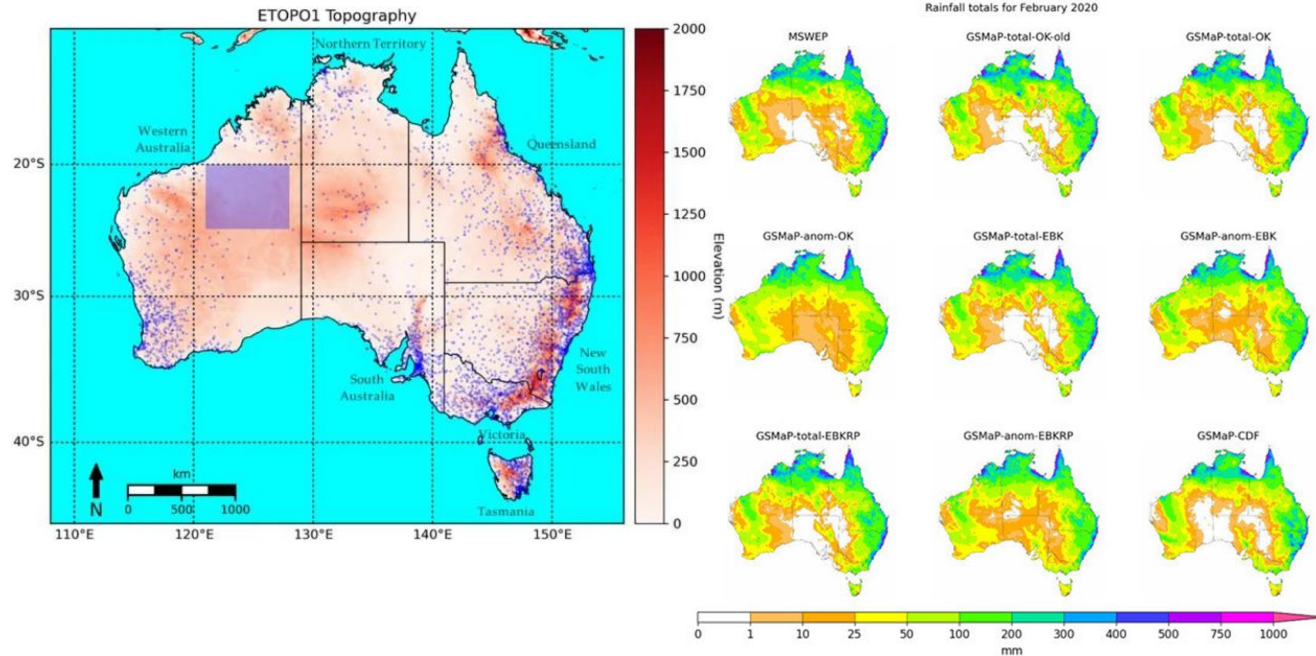 ETOPO1 Topography
Northern Territory
Western
Australia
Queensland
South
Australia
New
South
Wales
Victoria
Tasmania
20°S
30°S
40°S
110°E
120°E
130°E
140°E
150°E
km
0
500
1000
N
2000
1750
1500
1250
1000
750
500
250
0
Elevation (m)
Rainfall totals for February 2020
MSWEP
GSMaP-total-OK-old
GSMaP-total-OK
GSMaP-anom-OK
GSMaP-total-EBK
GSMaP-anom-EBK
GSMaP-total-EBKRP
GSMaP-anom-EBKRP
GSMaP-CDF
0 1 10 25 50 100 200 300 400 500 750 1000
mm